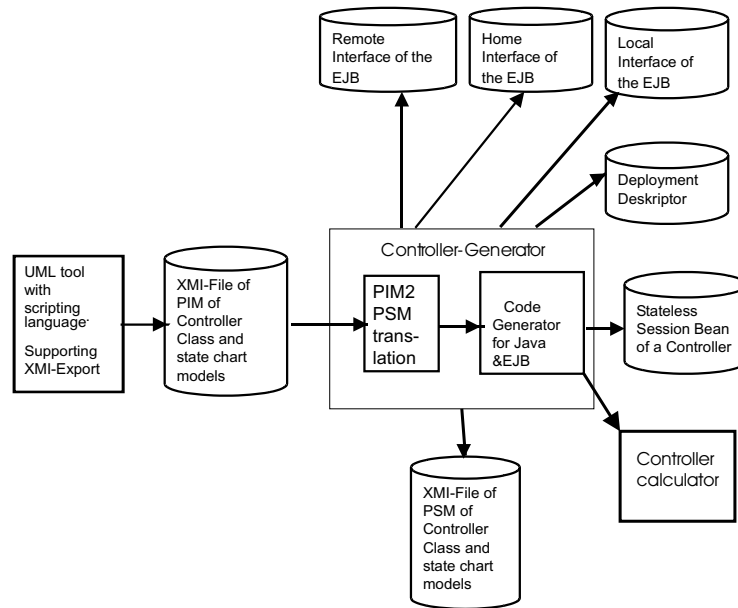 Remote
Interface of the
EJB
Home
Interface of
the EJB
Local
Interface of
the EJB
Deployment
Deskriptor
Controller-Generator
UML tool
with
scripting
language
Supporting
XMI-Export
XMI-File of
PIM of
Controller
Class and
state chart
models
PIM2
PSM
trans-
lation
Code
Generator
for Java
&EJB
Stateless
Session Bean
of a Controller
Controller
calculator
XMI-File of
PSM of
Controller
Class and
state chart
models